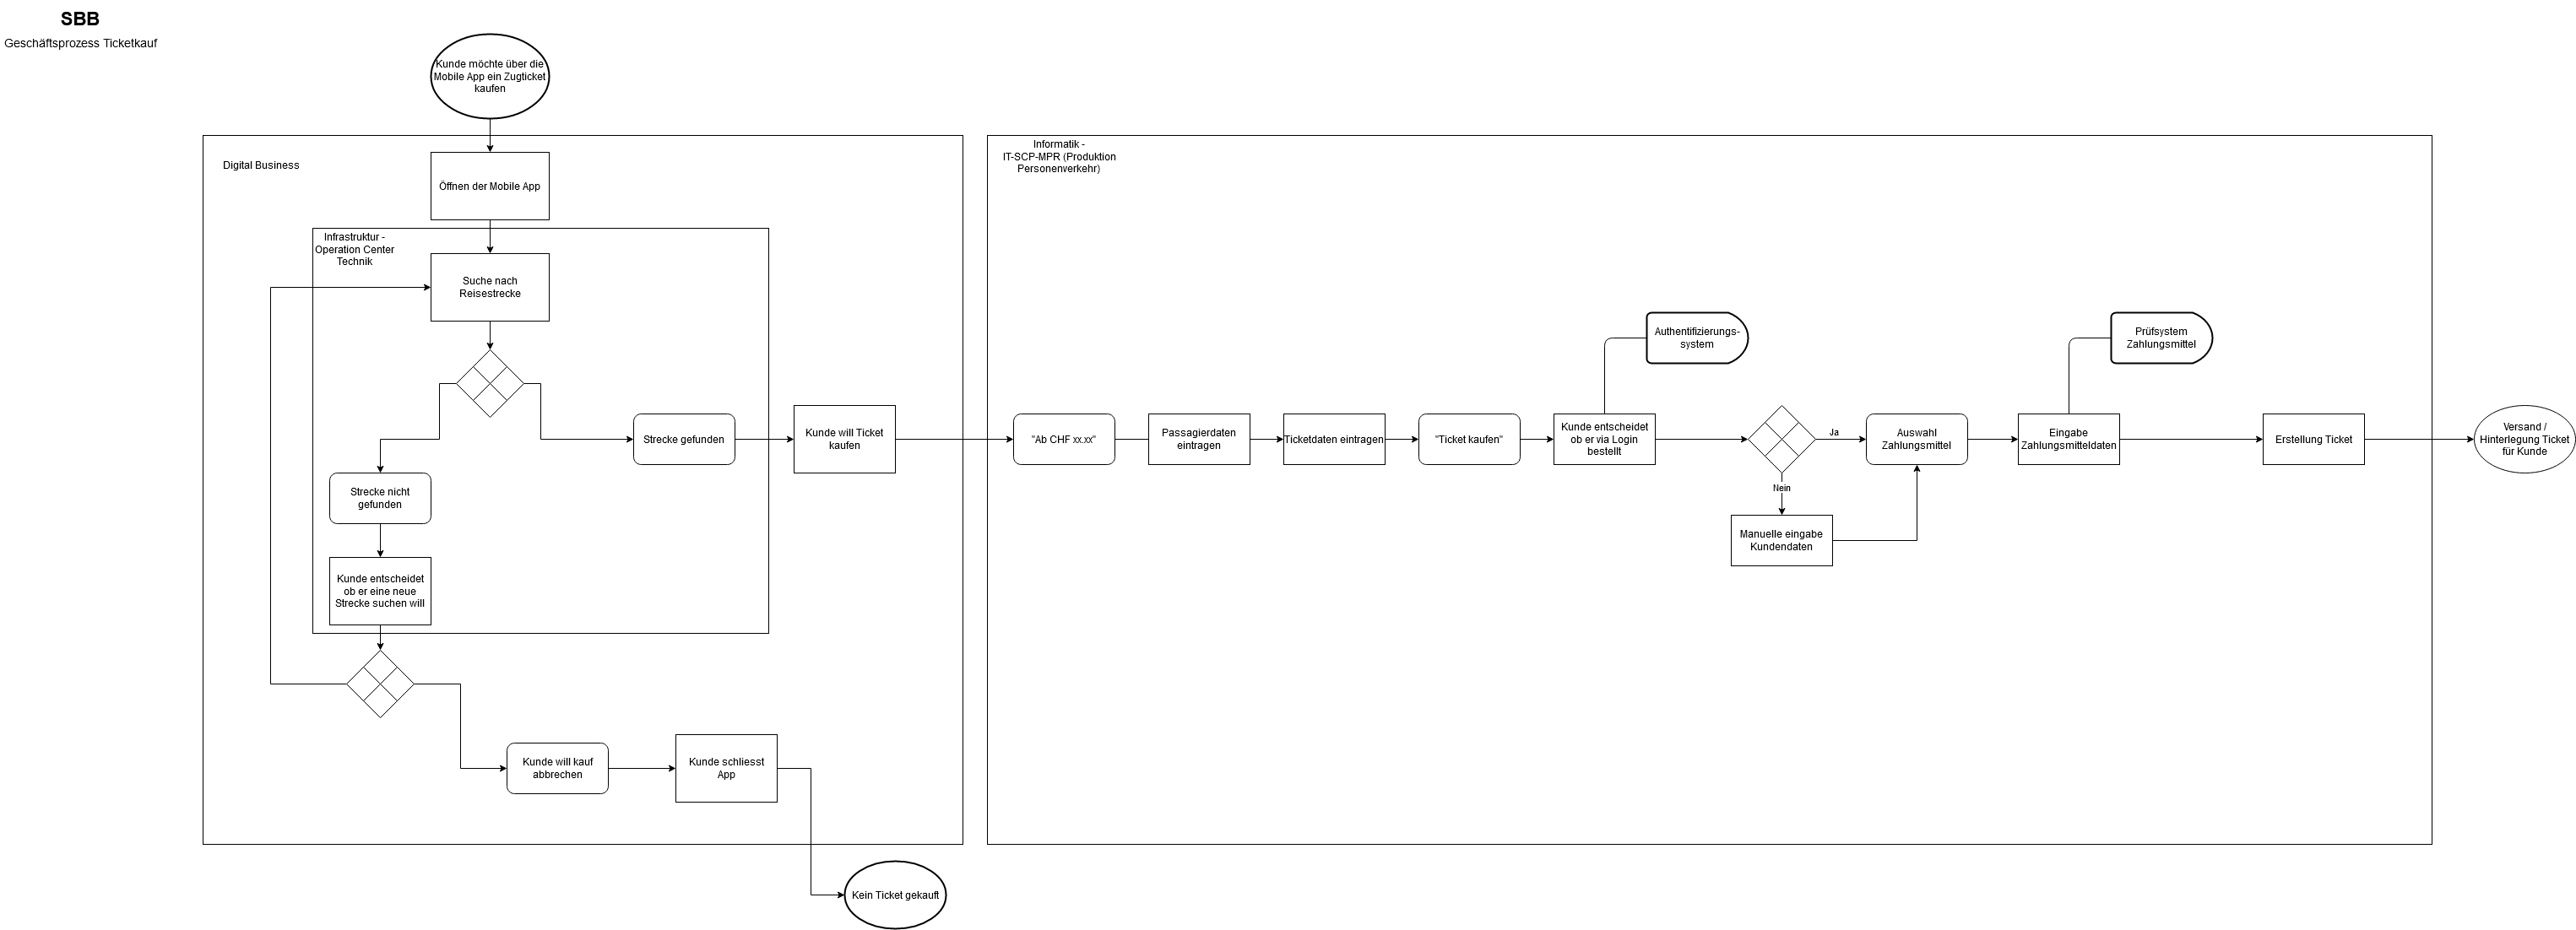 SBB
Geschäftsprozess Ticketkauf
Kunde möchte über die
Mobile App ein Zugticket
kaufen
Digital Business
Öffnen der Mobile App
Infrastruktur -
Operation Center
Technik
Suche nach
Reisestrecke
Strecke gefunden
Kunde will Ticket
kaufen
Strecke nicht
gefunden
Kunde entscheidet
ob er eine neue
Strecke suchen will
Kunde will kauf
abbrechen
Kunde schliesst
App
Kein Ticket gekauft
Informatik -
IT-SCP-MPR (Produktion
Personenverkehr)
"Ab CHF xx.xx"
Passagierdaten
eintragen
Ticketdaten eintragen
"Ticket kaufen"
Kunde entscheidet
ob er via Login
bestellt
Authentifizierungs-
system
Ja
Nein
Manuelle eingabe
Kundendaten
Auswahl
Zahlungsmittel
Eingabe
Zahlungsmitteldaten
Prüfsystem
Zahlungsmittel
Erstellung Ticket
Versand /
Hinterlegung Ticket
für Kunde